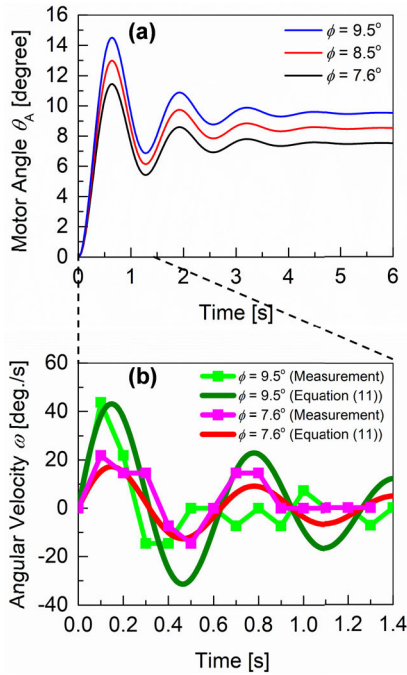 (a)
ϕ = 9.5°
ϕ = 8.5°
ϕ = 7.6°
Motor Angle θA [degree]
16
14
12
10
8
6
4
2
0
0 1 2 3 4 5 6
Time [s]
(b)
ϕ = 9.5° (Measurement)
ϕ = 9.5° (Equation (11))
ϕ = 7.6° (Measurement)
ϕ = 7.6° (Equation (11))
Angular Velocity ω [deg./s]
60
40
20
0
-20
-40
0.0 0.2 0.4 0.6 0.8 1.0 1.2 1.4
Time [s]